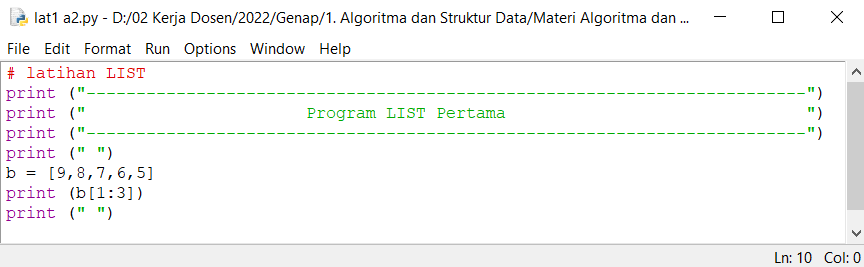 lat1 a2.py - D:/02 Kerja Dosen/2022/Genap/1. Algoritma dan Struktur Data/Materi Algoritma dan ...
File Edit Format Run Options Window Help
# latihan LIST
print ("------------------------------------------------------------------------")
print ("                      Program LIST Pertama                              ")
print ("------------------------------------------------------------------------")
print (" ")
b = [9,8,7,6,5]
print (b[1:3])
print (" ")
Ln: 10 Col: 0